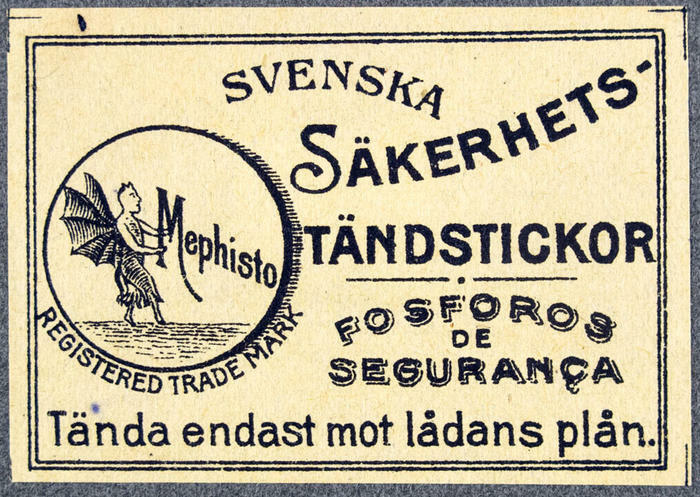 SVENSKA
SÄKERHETS-
TÄNDSTICKOR
Mephisto
REGISTERED TRADE MARK
FOSFOROS
DE
SEGURANÇA
Tända endast mot lådans plån.